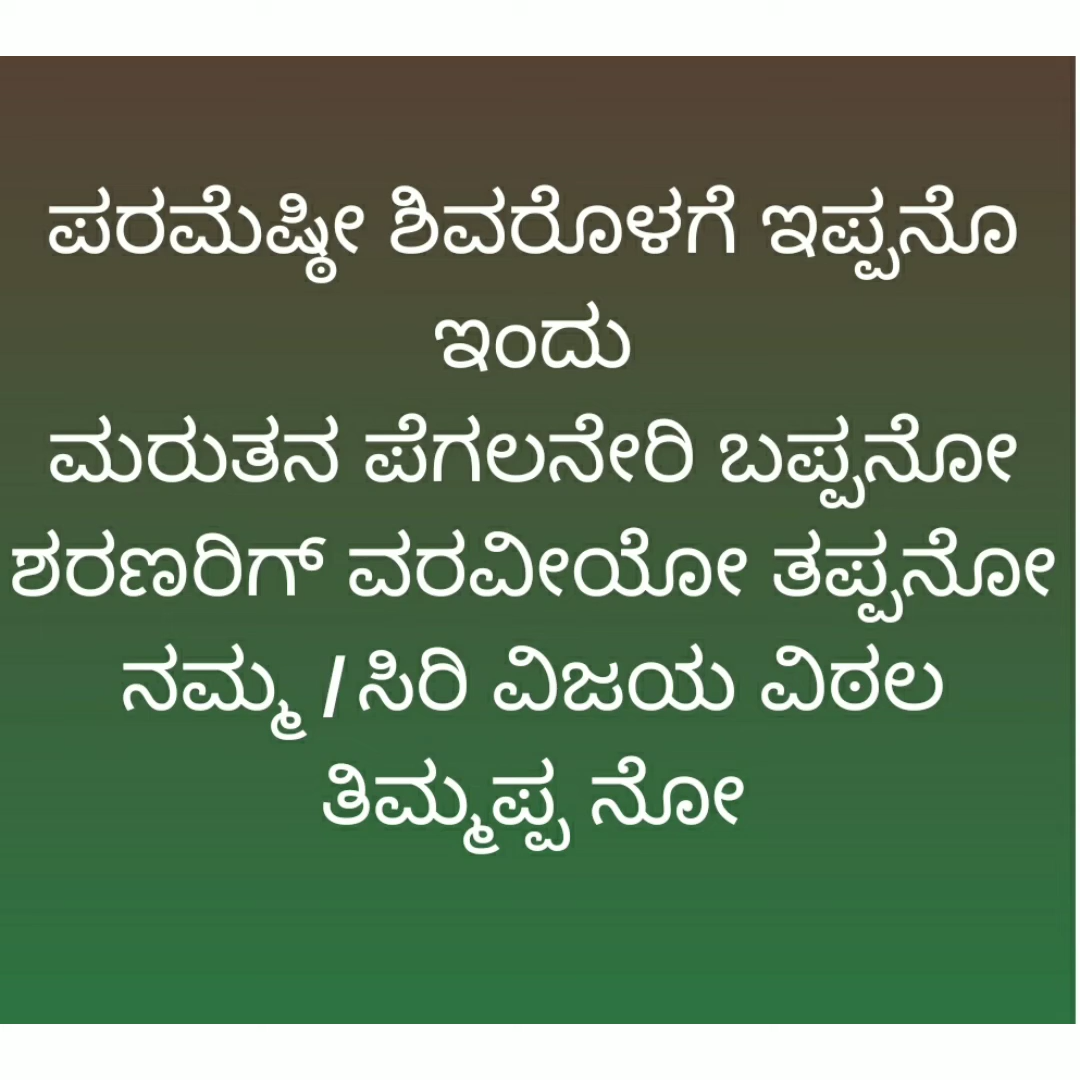 ಪರಮೆಷ್ಠೀ ಶಿವರೊಳಗೆ ಇಪ್ಪನೊ
ಇಂದು
ಮರುತನ ಪೆಗಲನೇರಿ ಬಪ್ಪನೋ
ಶರಣರಿಗ್ ವರವೀಯೋ ತಪ್ಪನೋ
ನಮ್ಮ / ಸಿರಿ ವಿಜಯ ವಿಠಲ
ತಿಮ್ಮಪ್ಪ ನೋ